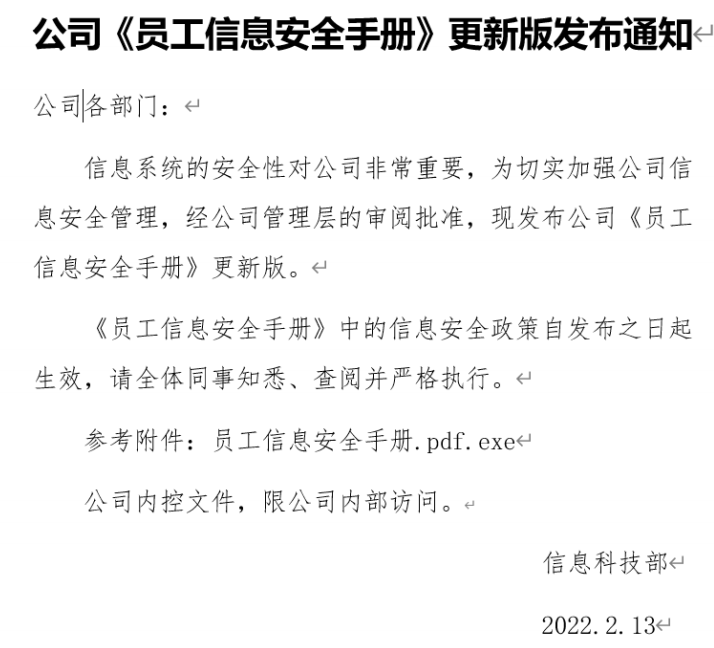 公司《员工信息安全手册》更新版发布通知
公司各部门：
信息系统的安全性对公司非常重要，为切实加强公司信
息安全管理，经公司管理层的审阅批准，现发布公司《员工
信息安全手册》更新版。
《员工信息安全手册》中的信息安全政策自发布之日起
生效，请全体同事知悉、查阅并严格执行。
参考附件：员工信息安全手册.pdf.exe
公司内控文件，限公司内部访问。
信息科技部
2022.2.13